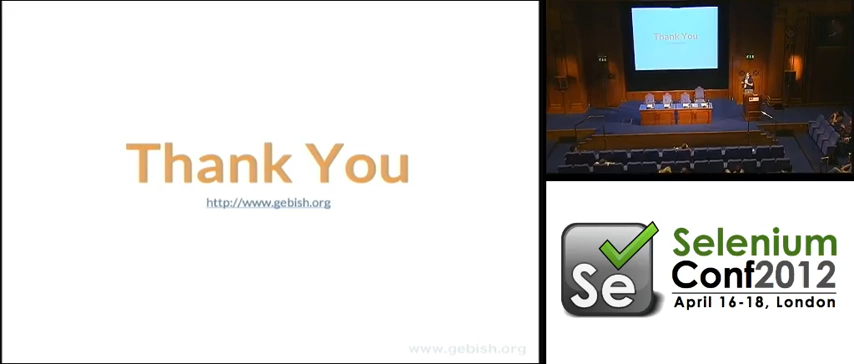 Thank You
http://www.gebish.org
www.gebish.org
Thank You
Se
Selenium
Conf2012
April 16-18, London